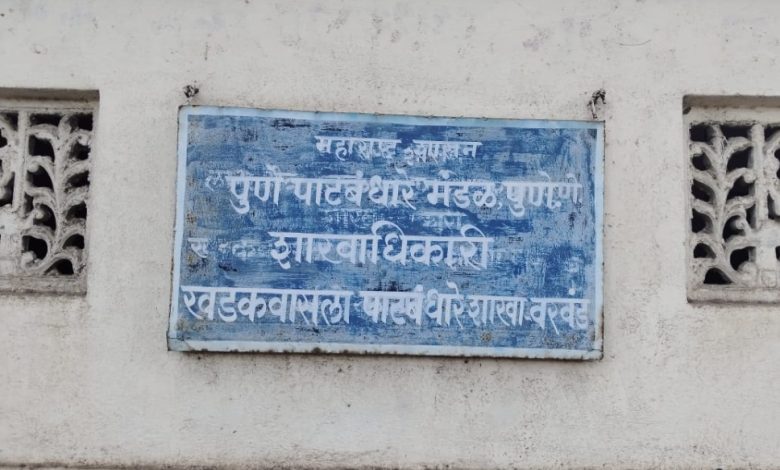 महाराष्ट्र शासन
पुणे पाटबंधारे मंडळ, पुणे.
शाखाधिकारी
खडकवासला पाटबंधारे शाखा वरवंड